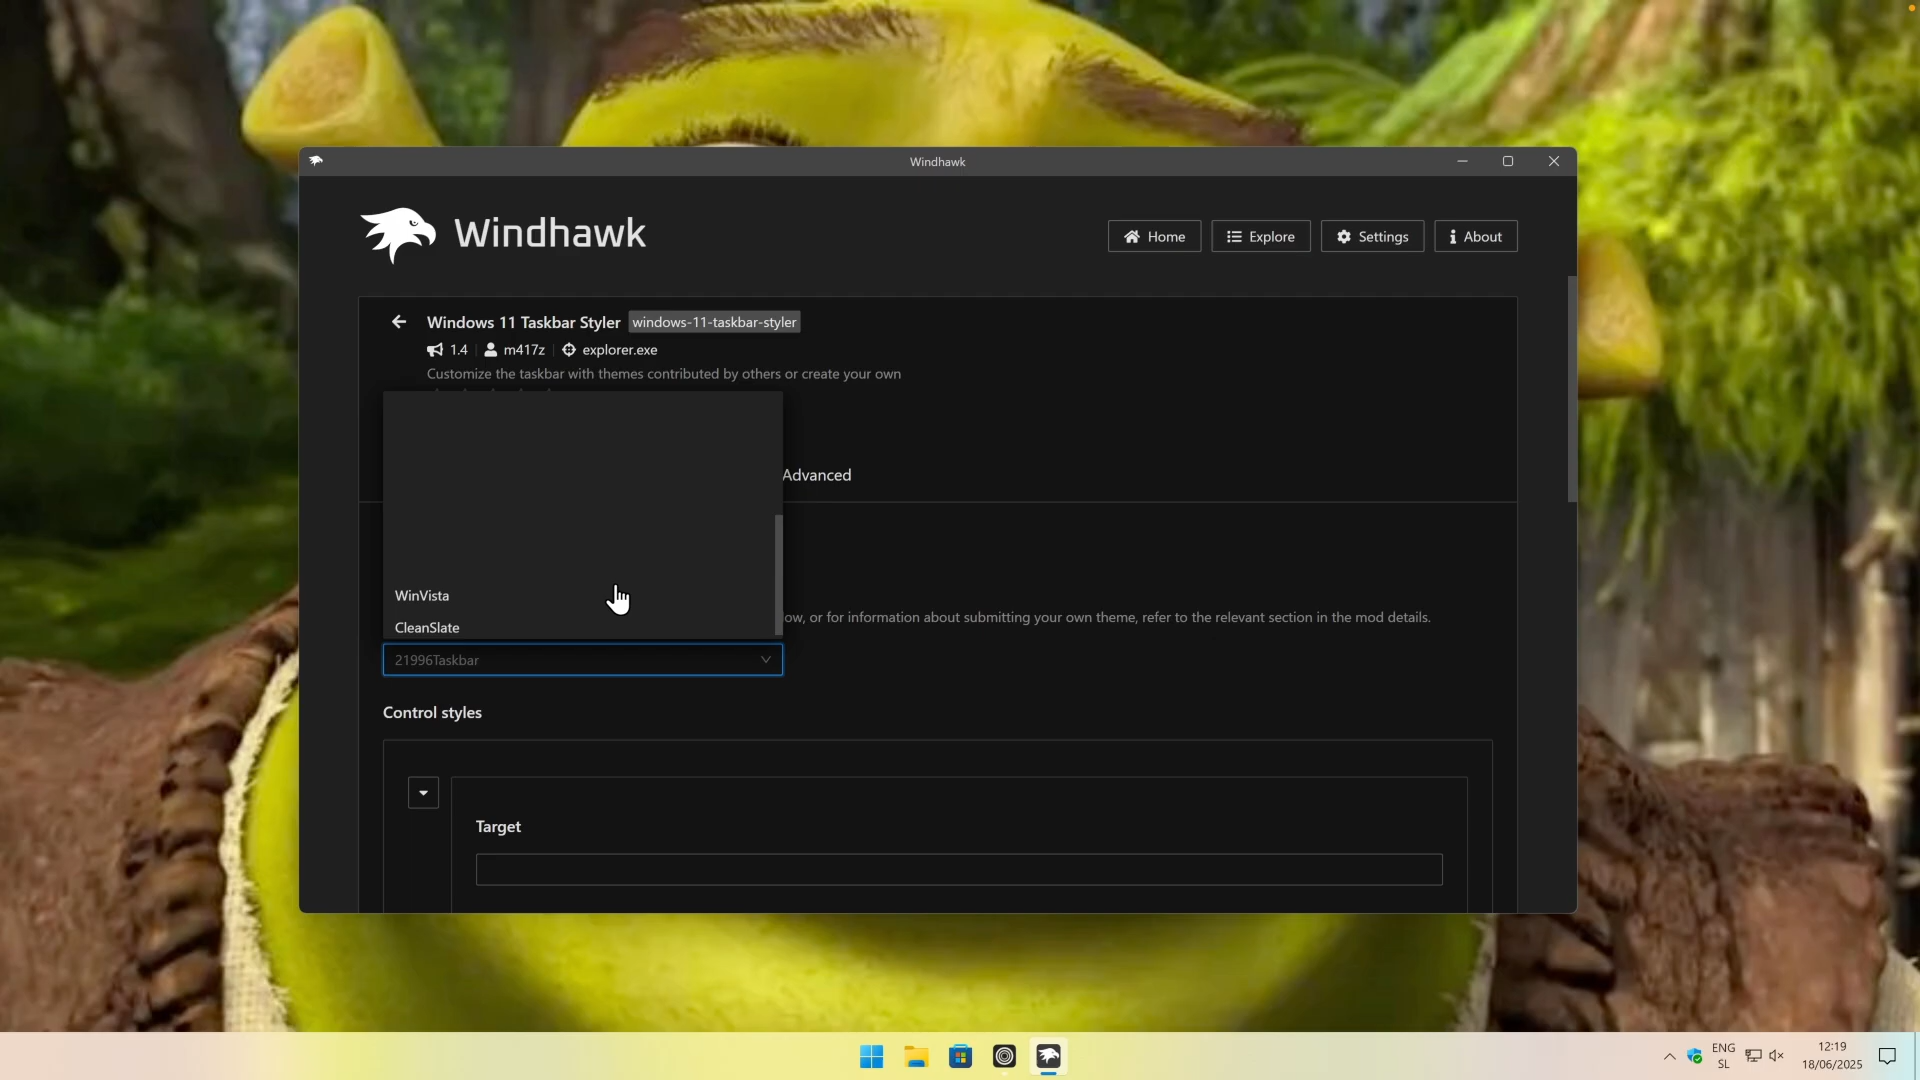 Windhawk
Windhawk
Home
Explore
Settings
About
Windows 11 Taskbar Styler
windows-11-taskbar-styler
1.4
m417z
explorer.exe
Customize the taskbar with themes contributed by others or create your own
Advanced
WinVista
ow, or for information about submitting your own theme, refer to the relevant section in the mod details.
CleanSlate
21996Taskbar
Control styles
Target
ENG
SL
12:19
18/06/2025